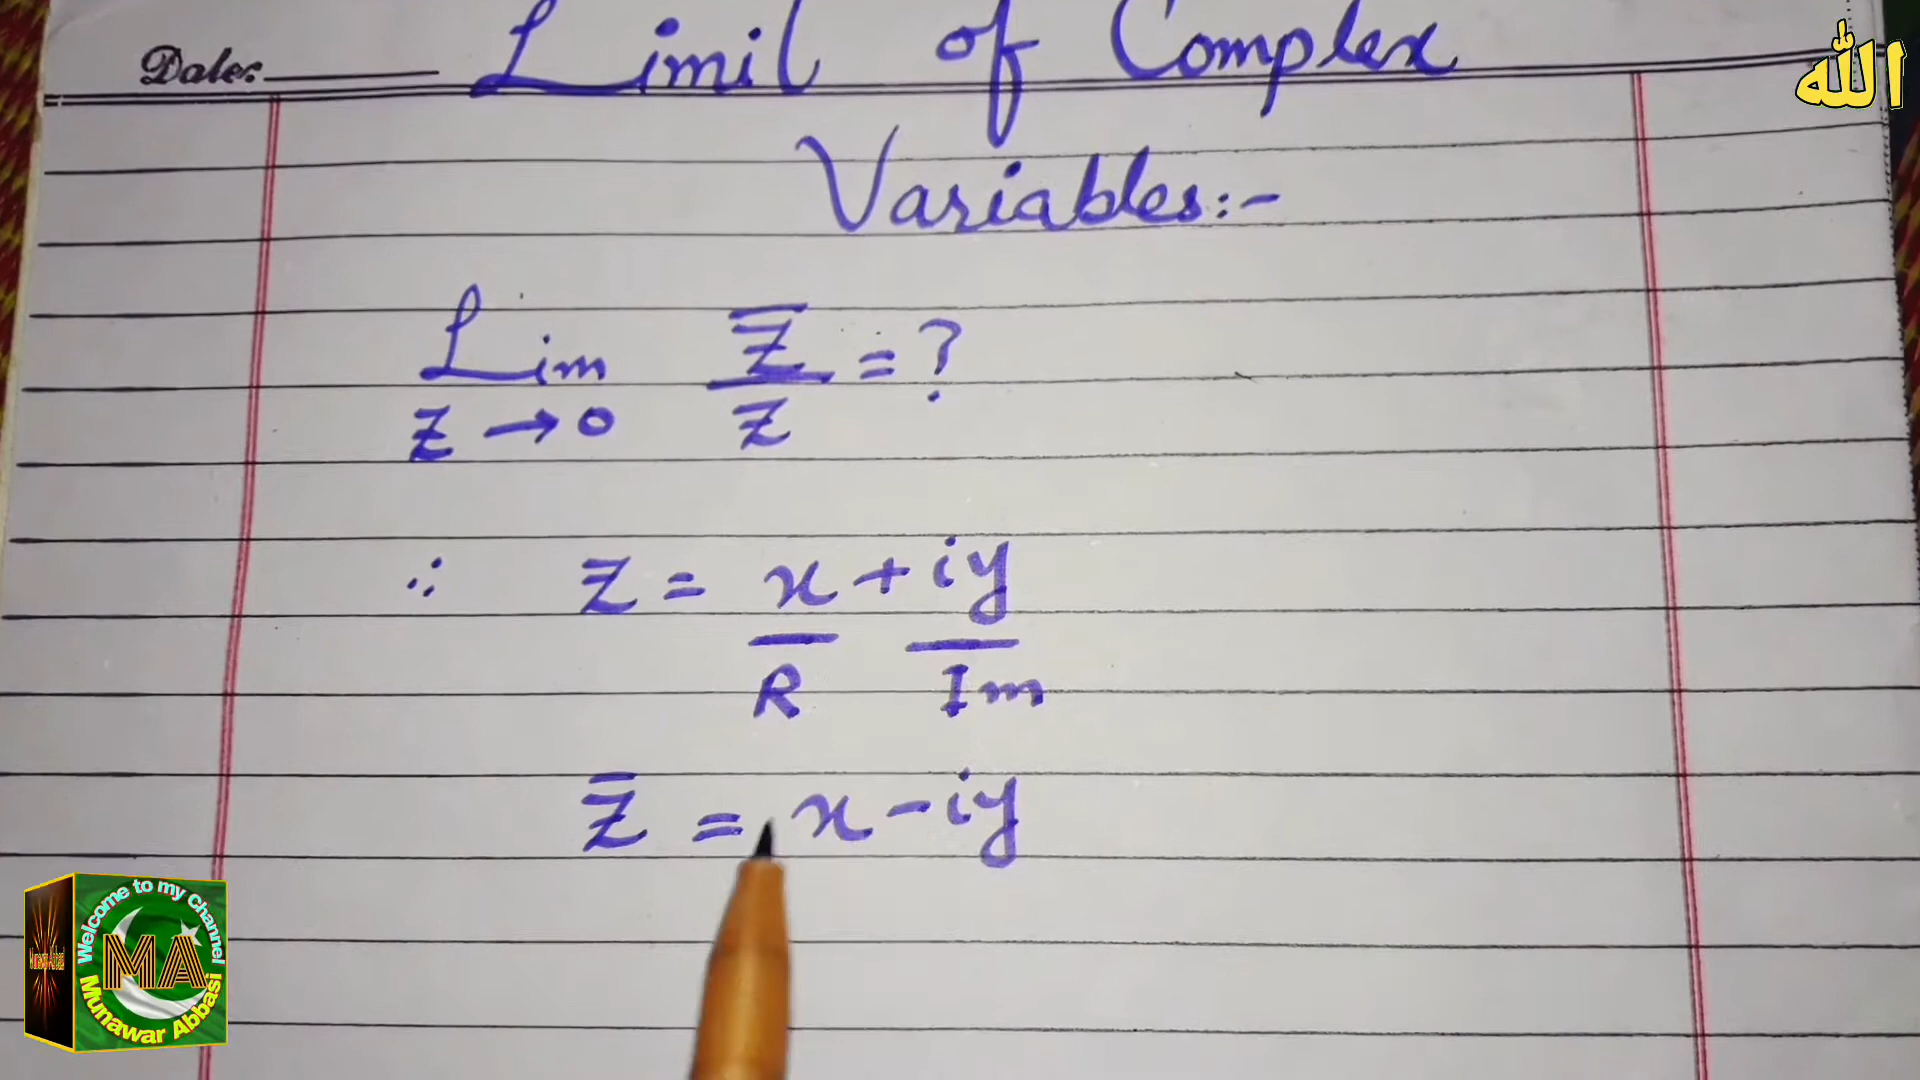 Date:
Limit of Complex
Variables:-
الله
Lim z̄ = ?
z → 0 z
∴ z = x + iy
R Im
z̄ = x - iy
Welcome to my Channel
MA
Munawar Abbasi